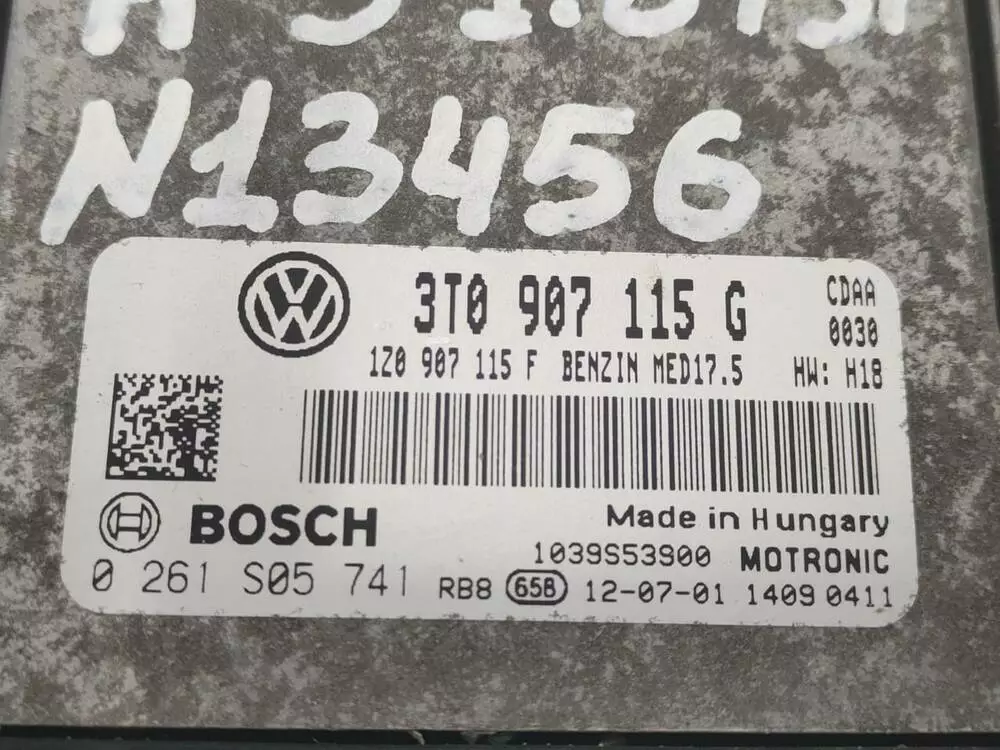 N13456
3T0 907 115 G
CDAA
0030
1Z0 907 115 F BENZIN MED17.5 HW: H18
BOSCH
Made in Hungary
1039S53900 MOTRONIC
0 261 S05 741 RB8 65B 12-07-01 1409 0411